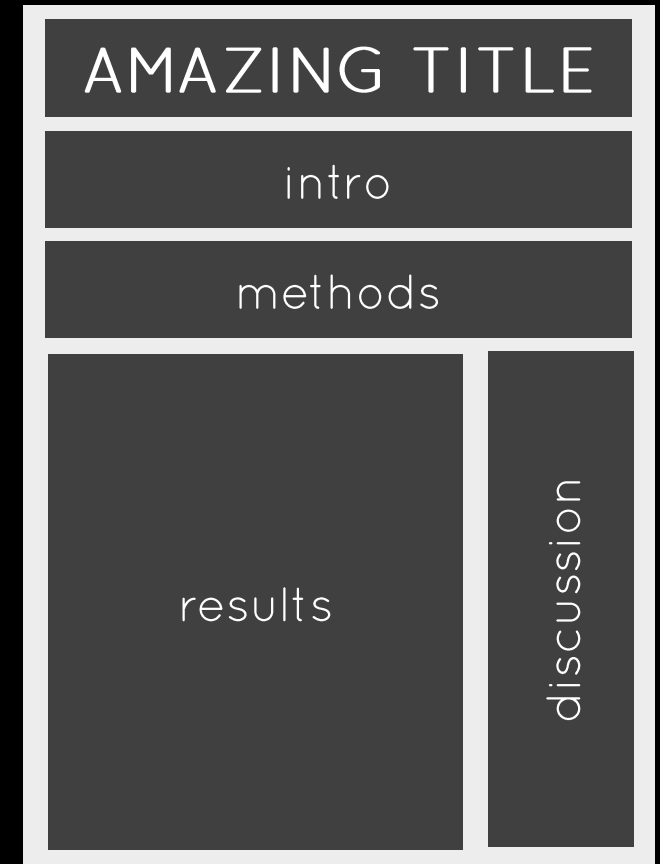 AMAZING TITLE
intro
methods
results
discussion